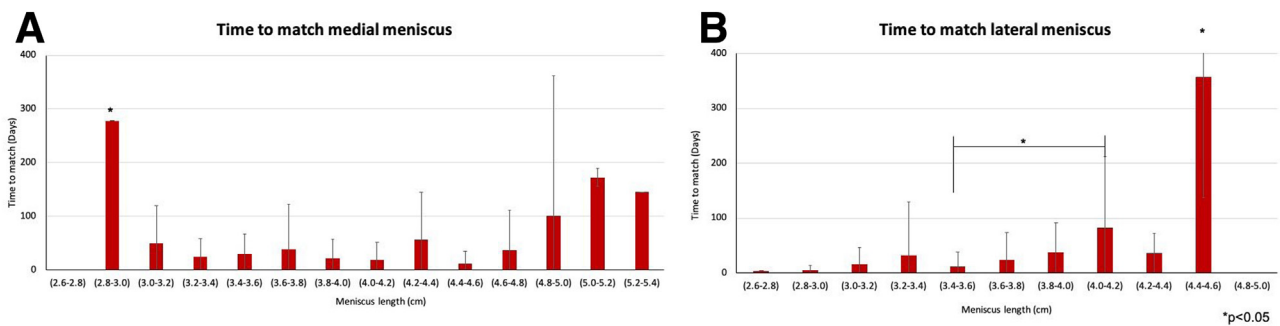 A
Time to match medial meniscus
400
300
200
100
0
Time to match (Days)
*
(2.6-2.8) (2.8-3.0) (3.0-3.2) (3.2-3.4) (3.4-3.6) (3.6-3.8) (3.8-4.0) (4.0-4.2) (4.2-4.4) (4.4-4.6) (4.6-4.8) (4.8-5.0) (5.0-5.2) (5.2-5.4)
Meniscus length (cm)
B
Time to match lateral meniscus
*
400
300
200
100
0
Time to match (Days)
*
(2.6-2.8) (2.8-3.0) (3.0-3.2) (3.2-3.4) (3.4-3.6) (3.6-3.8) (3.8-4.0) (4.0-4.2) (4.2-4.4) (4.4-4.6) (4.8-5.0)
Meniscus length (cm)
*p<0.05